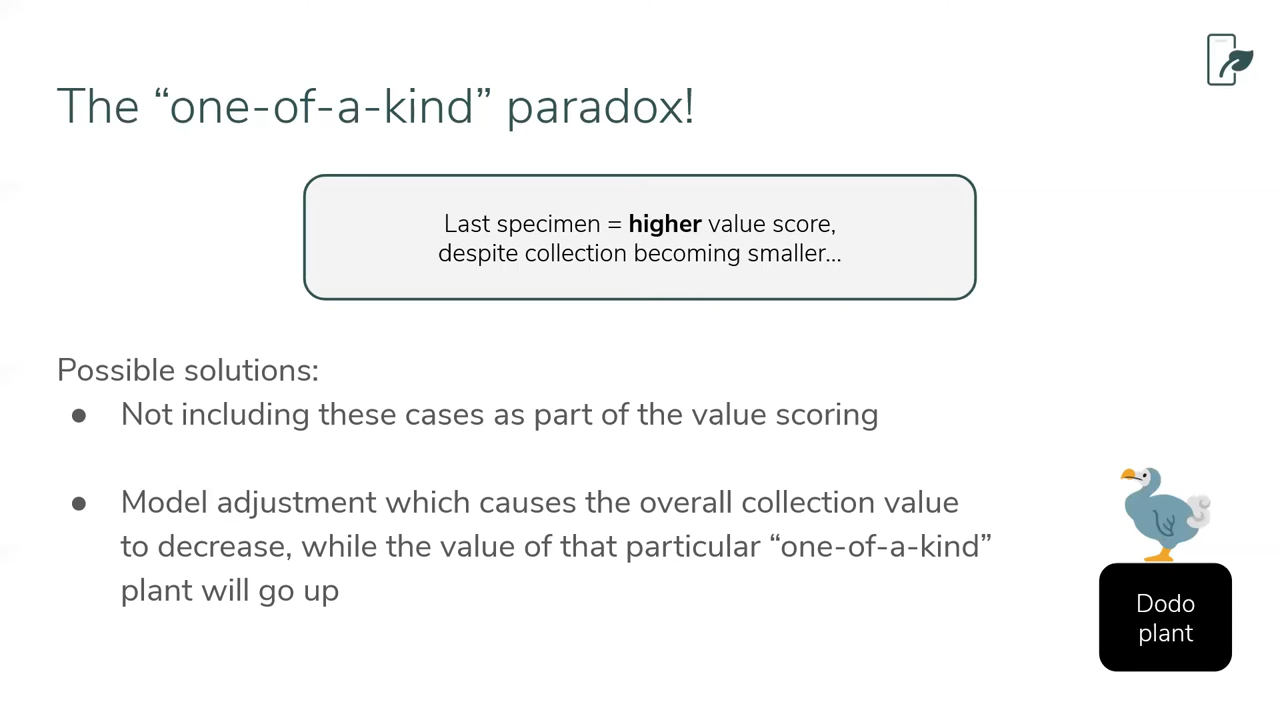 The “one-of-a-kind” paradox!
Last specimen = higher value score,
despite collection becoming smaller...
Possible solutions:
● Not including these cases as part of the value scoring
● Model adjustment which causes the overall collection value
to decrease, while the value of that particular “one-of-a-kind”
plant will go up
Dodo
plant